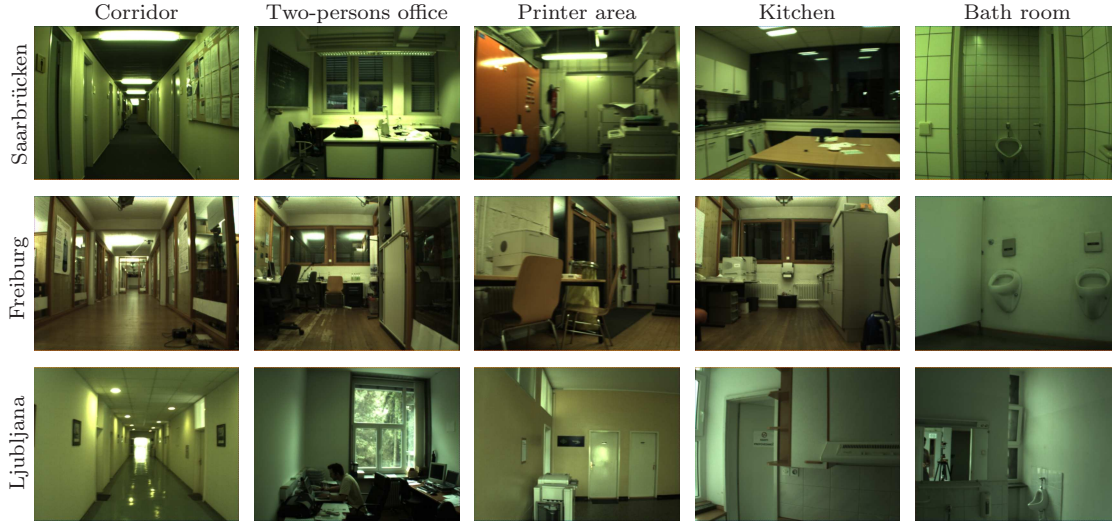 Corridor Two-persons office Printer area Kitchen Bath room
Saarbrücken
Freiburg
Ljubljana